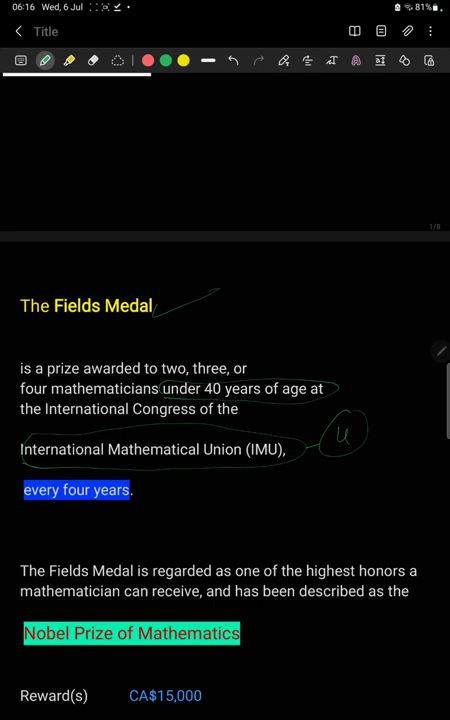 06:16 Wed, 6 Jul
81%
Title
1/8
The Fields Medal
is a prize awarded to two, three, or
four mathematicians under 40 years of age at
the International Congress of the
International Mathematical Union (IMU),
every four years.
The Fields Medal is regarded as one of the highest honors a
mathematician can receive, and has been described as the
Nobel Prize of Mathematics
Reward(s) CA$15,000